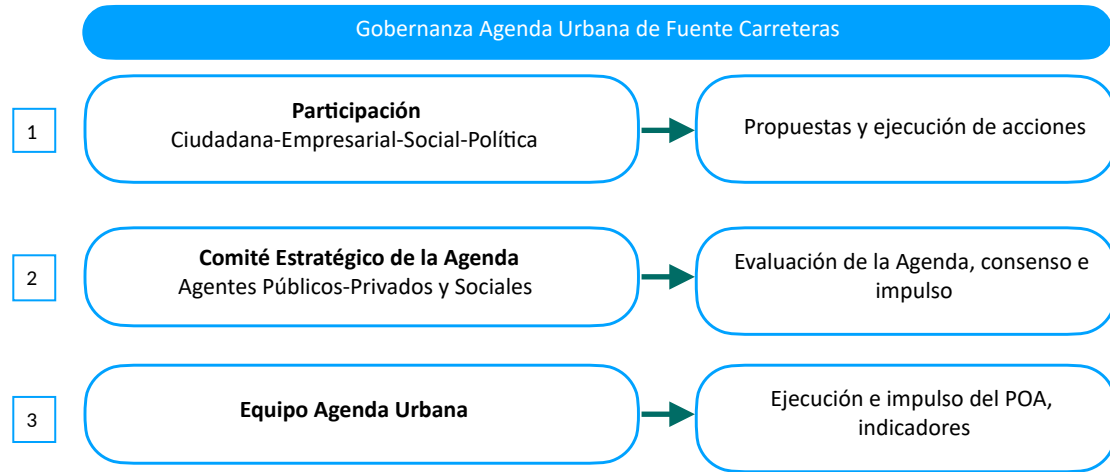 Gobernanza Agenda Urbana de Fuente Carreteras
1
Participación
Ciudadana-Empresarial-Social-Política
Propuestas y ejecución de acciones
2
Comité Estratégico de la Agenda
Agentes Públicos-Privados y Sociales
Evaluación de la Agenda, consenso e
impulso
3
Equipo Agenda Urbana
Ejecución e impulso del POA,
indicadores